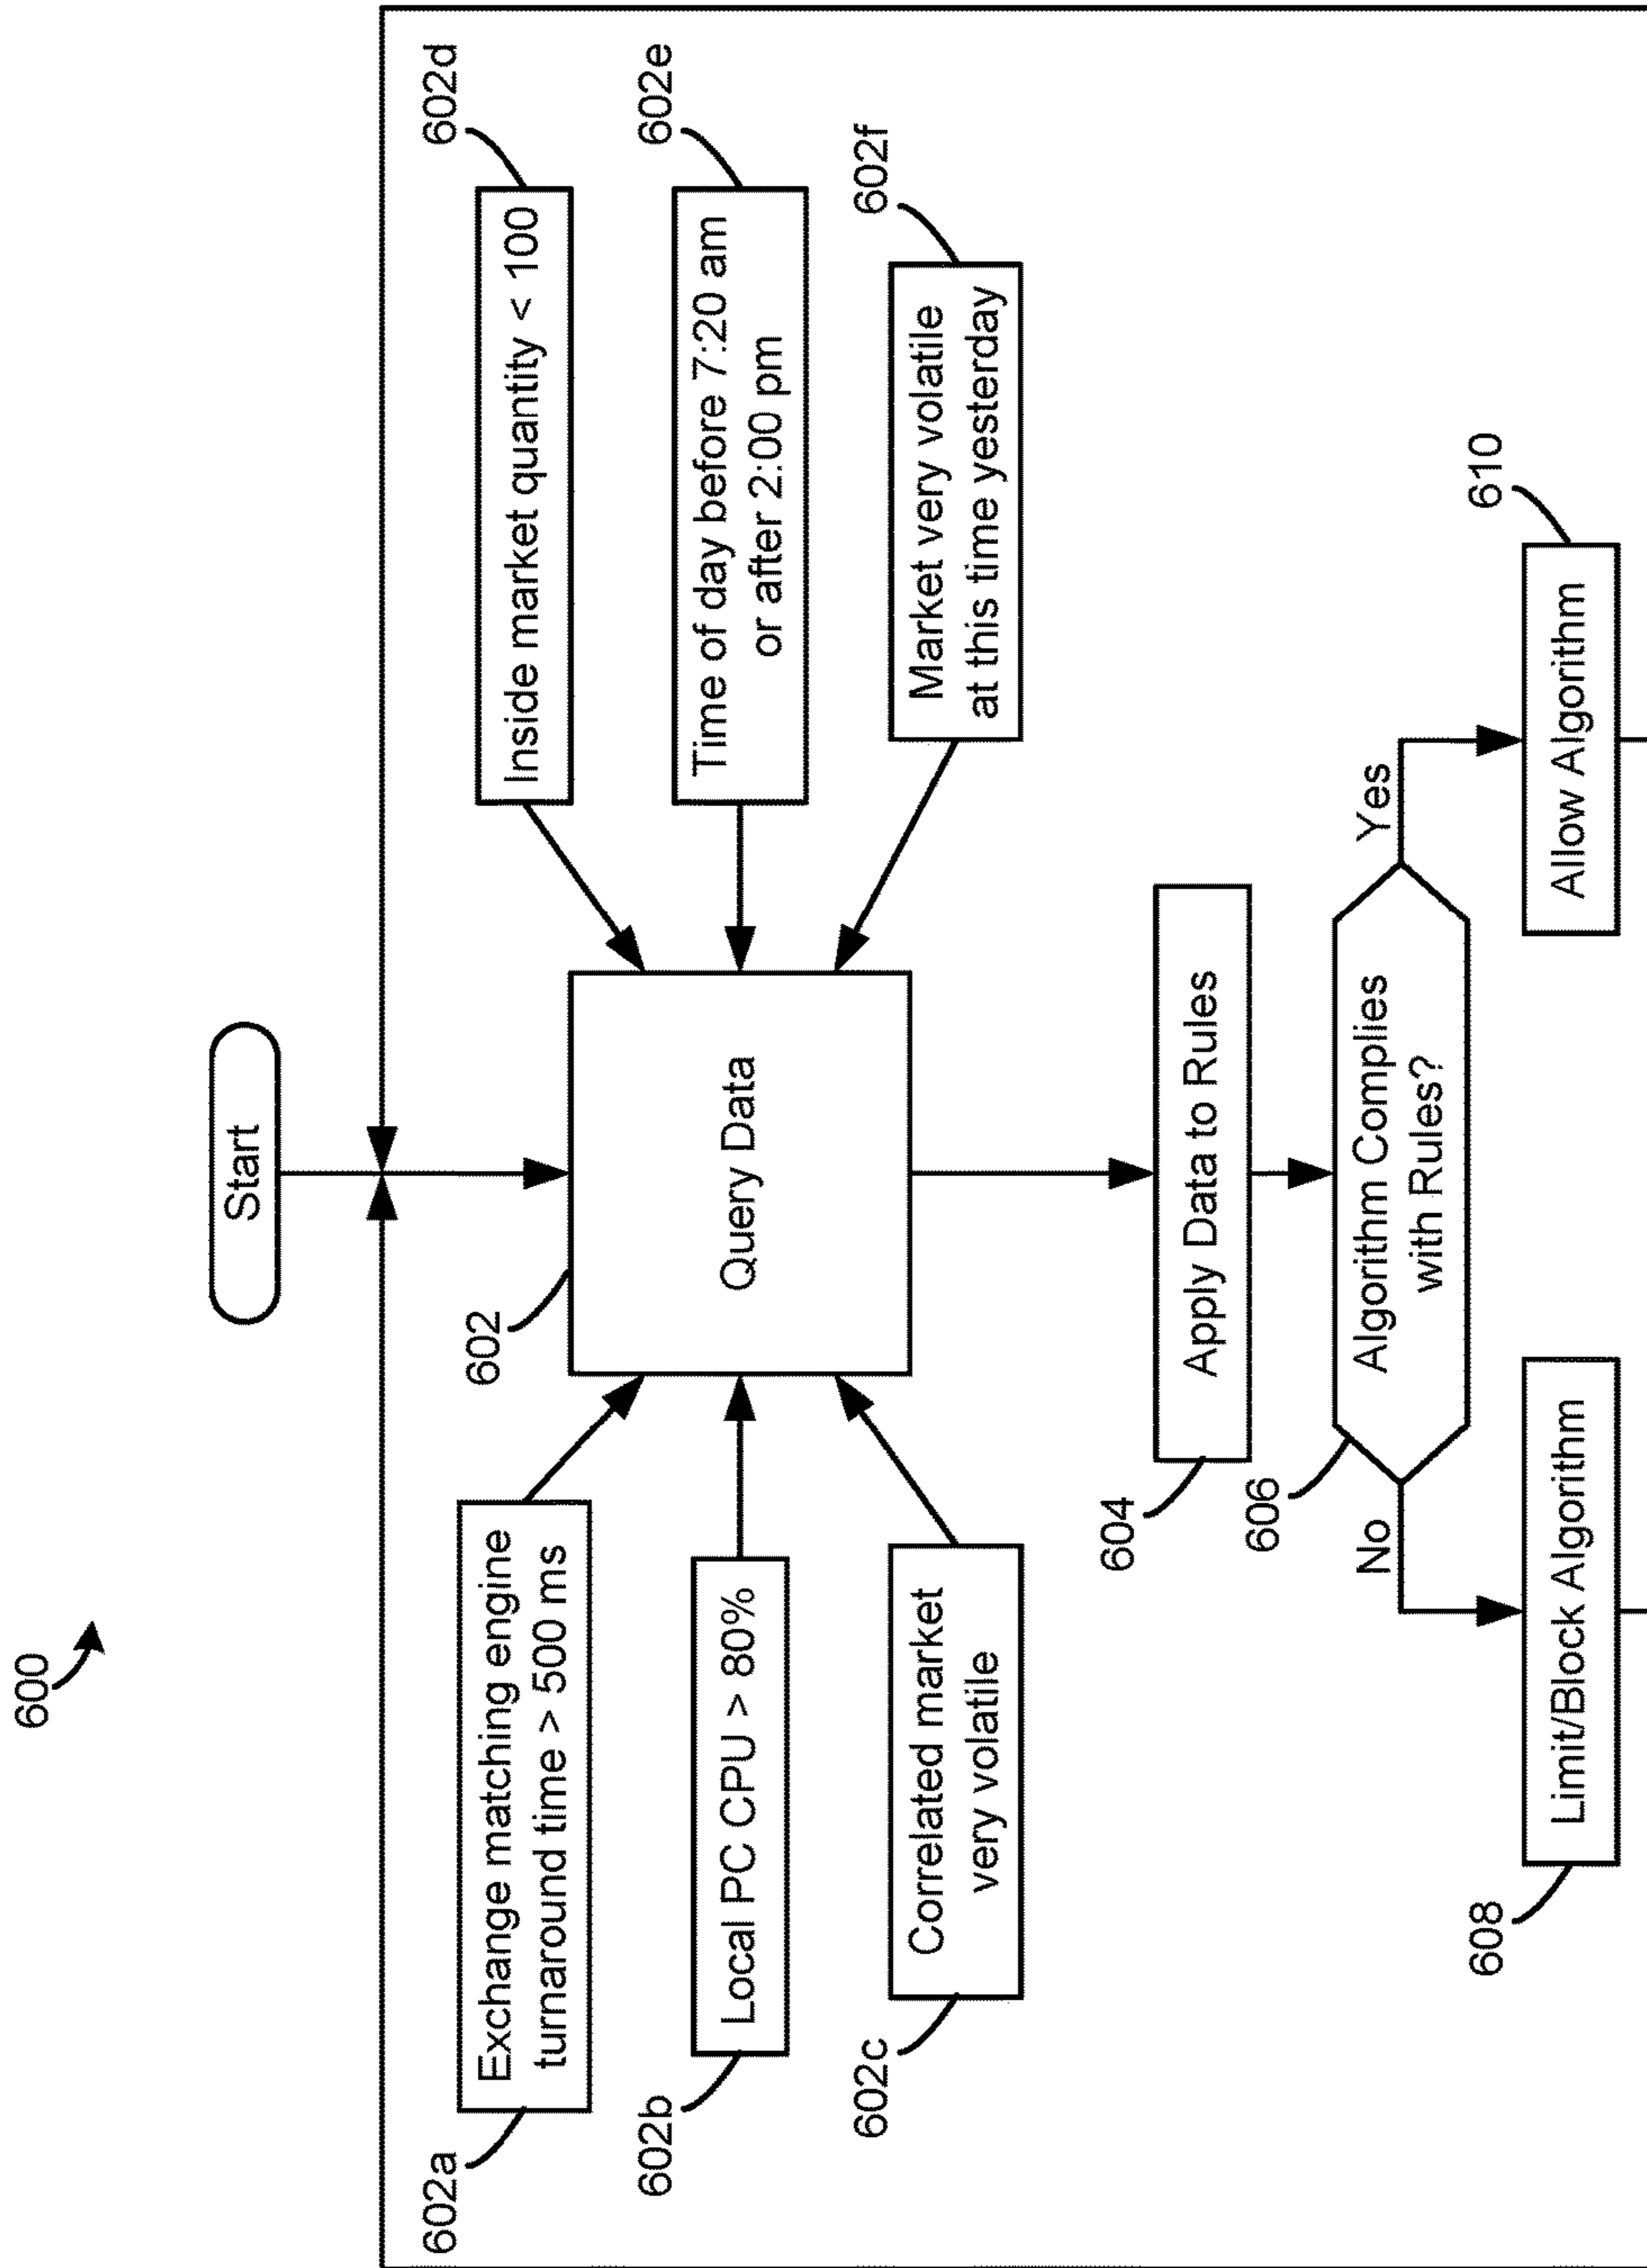 600
Start
602a
Exchange matching engine
turnaround time > 500 ms
602b
Local PC CPU > 80%
602c
Correlated market
very volatile
602
Query Data
Inside market quantity < 100
602d
Time of day before 7:20 am
or after 2:00 pm
602e
Market very volatile
at this time yesterday
602f
604
Apply Data to Rules
606
Algorithm Complies
with Rules?
No
Yes
608
Limit/Block Algorithm
Allow Algorithm
610